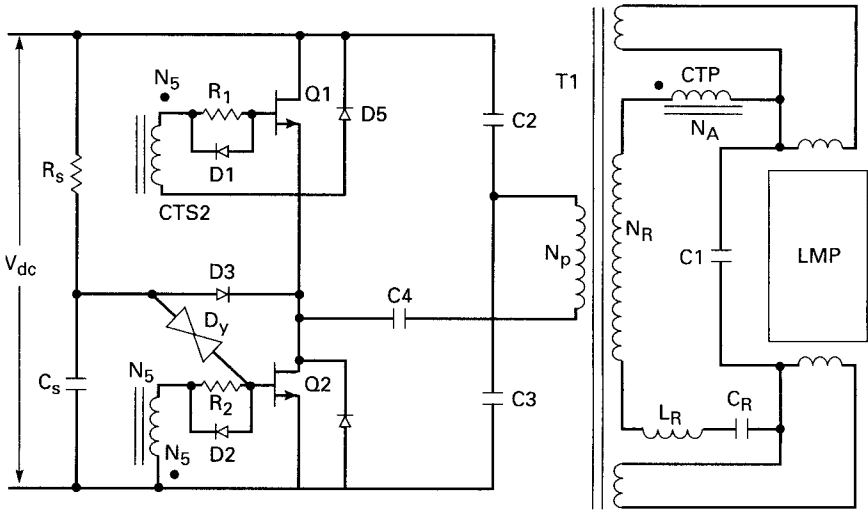 N5
R1
Q1
D1
D5
CTS2
Rs
Vdc
D3
Dy
C4
Cs
N5
R2
Q2
D2
N5
C2
C3
T1
Np
NR
CTP
NA
C1
LMP
LR
CR